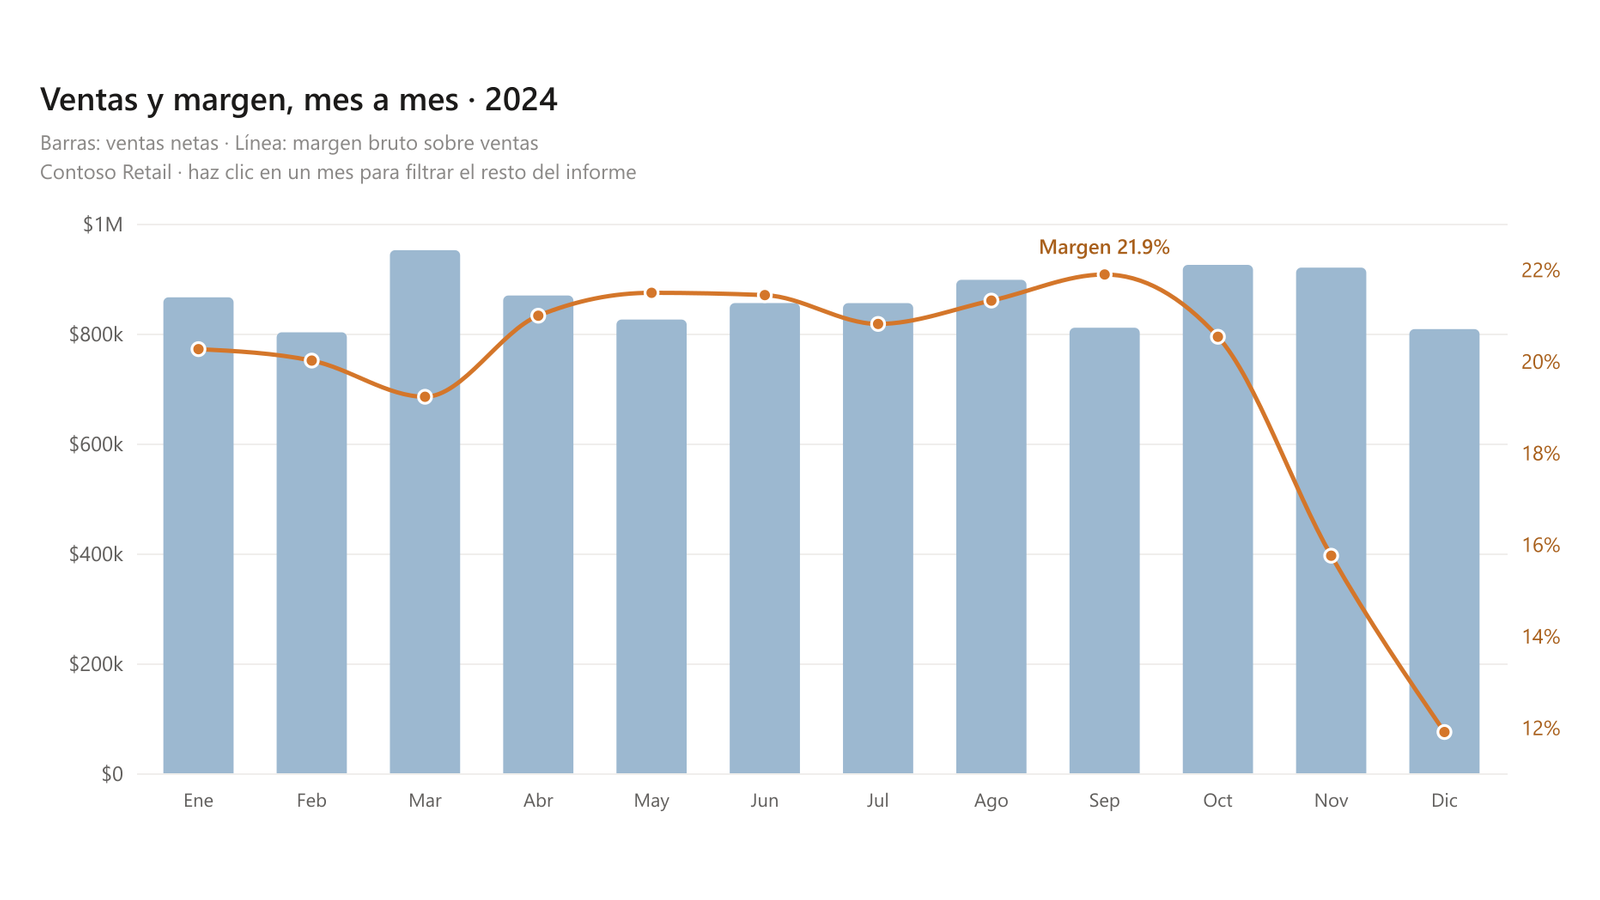 Ventas y margen, mes a mes · 2024
Barras: ventas netas · Línea: margen bruto sobre ventas
Contoso Retail · haz clic en un mes para filtrar el resto del informe
$1M
$800k
$600k
$400k
$200k
$0
Margen 21.9%
22%
20%
18%
16%
14%
12%
Ene Feb Mar Abr May Jun Jul Ago Sep Oct Nov Dic